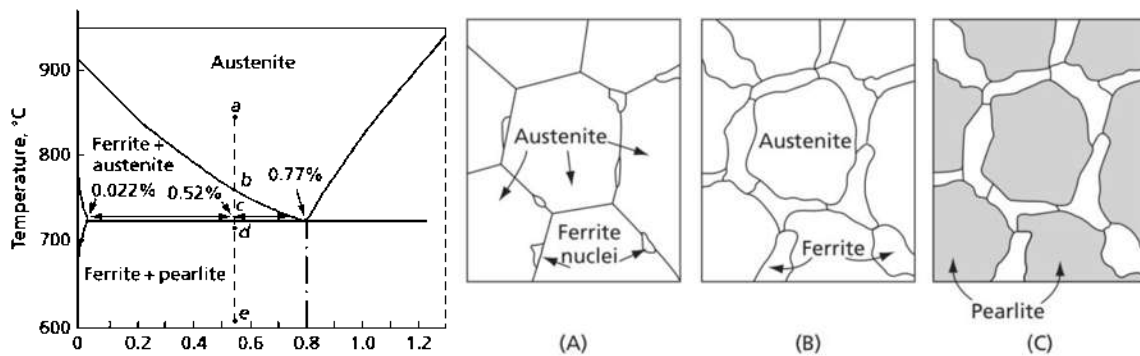 Temperature, °C
900
800
700
600
Austenite
a
Ferrite +
austenite
0.022%
0.52%
0.77%
b
c
d
Ferrite + pearlite
e
0
0.2
0.4
0.6
0.8
1.0
1.2
Austenite
Ferrite
nuclei
(A)
Austenite
Ferrite
(B)
Pearlite
(C)